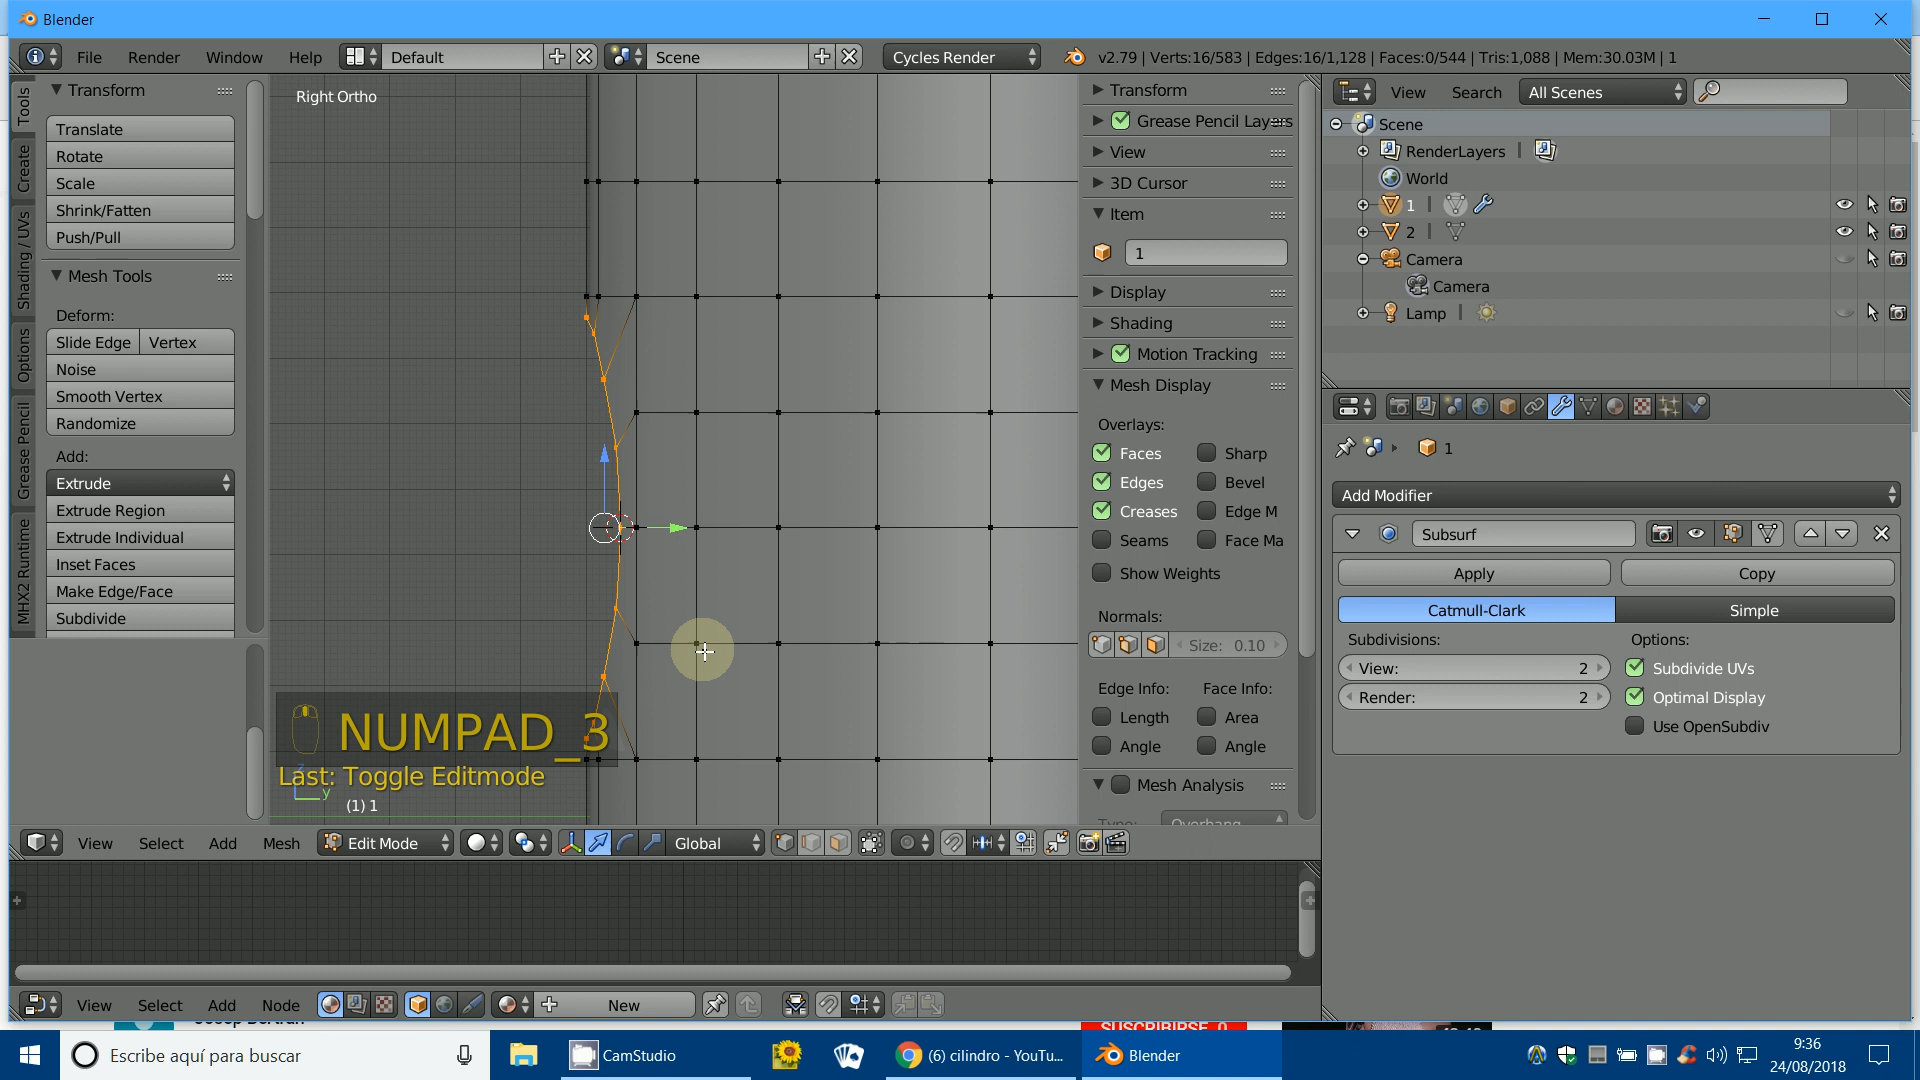 Blender
File Render Window Help Default Scene Cycles Render v2.79 | Verts:16/583 | Edges:16/1,128 | Faces:0/544 | Tris:1,088 | Mem:30.03M | 1
Tools
Create
Shading / UVs
Options
Grease Pencil
MHX2 Runtime
Transform
Translate
Rotate
Scale
Shrink/Fatten
Push/Pull
Mesh Tools
Deform:
Slide Edge Vertex
Noise
Smooth Vertex
Randomize
Add:
Extrude
Extrude Region
Extrude Individual
Inset Faces
Make Edge/Face
Subdivide
Right Ortho
NUMPAD_3
Last: Toggle Editmode
z
y
(1) 1
Transform
Grease Pencil Layers
View
3D Cursor
Item
1
Display
Shading
Motion Tracking
Mesh Display
Overlays:
Faces Sharp
Edges Bevel
Creases Edge M
Seams Face Ma
Show Weights
Normals:
Size: 0.10
Edge Info: Face Info:
Length Area
Angle Angle
Mesh Analysis
Type: Overhang
View Search All Scenes
Scene
RenderLayers |
World
1 |
2 |
Camera
Camera
Lamp |
1
Add Modifier
Subsurf
Apply Copy
Catmull-Clark Simple
Subdivisions: Options:
View: 2 Subdivide UVs
Render: 2 Optimal Display
Use OpenSubdiv
View Select Add Mesh Edit Mode Global
View Select Add Node New
SUSCRIBIRSE 0
Escribe aquí para buscar
CamStudio
(6) cilindro - YouTu...
Blender
9:36
24/08/2018